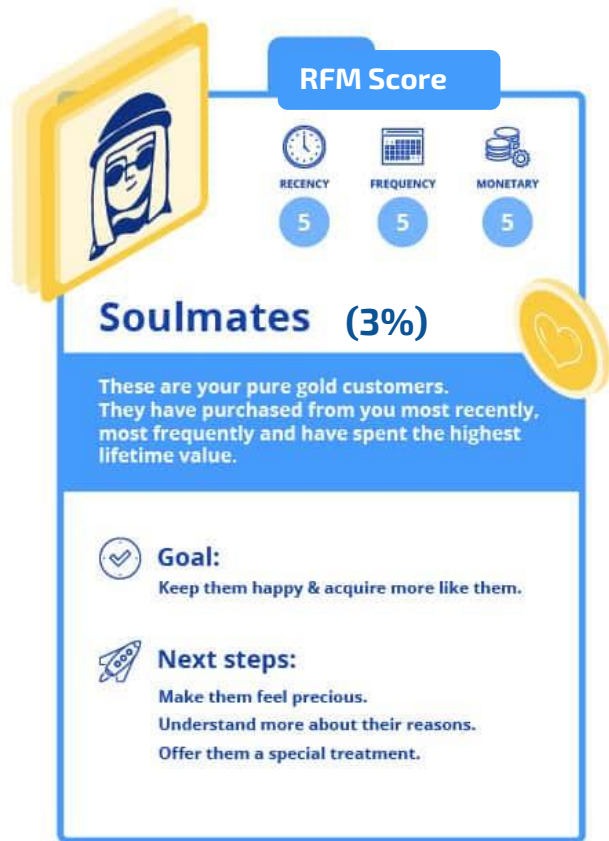 RFM Score
RECENCY FREQUENCY MONETARY
5 5 5
Soulmates (3%)
These are your pure gold customers.
They have purchased from you most recently,
most frequently and have spent the highest
lifetime value.
Goal:
Keep them happy & acquire more like them.
Next steps:
Make them feel precious.
Understand more about their reasons.
Offer them a special treatment.